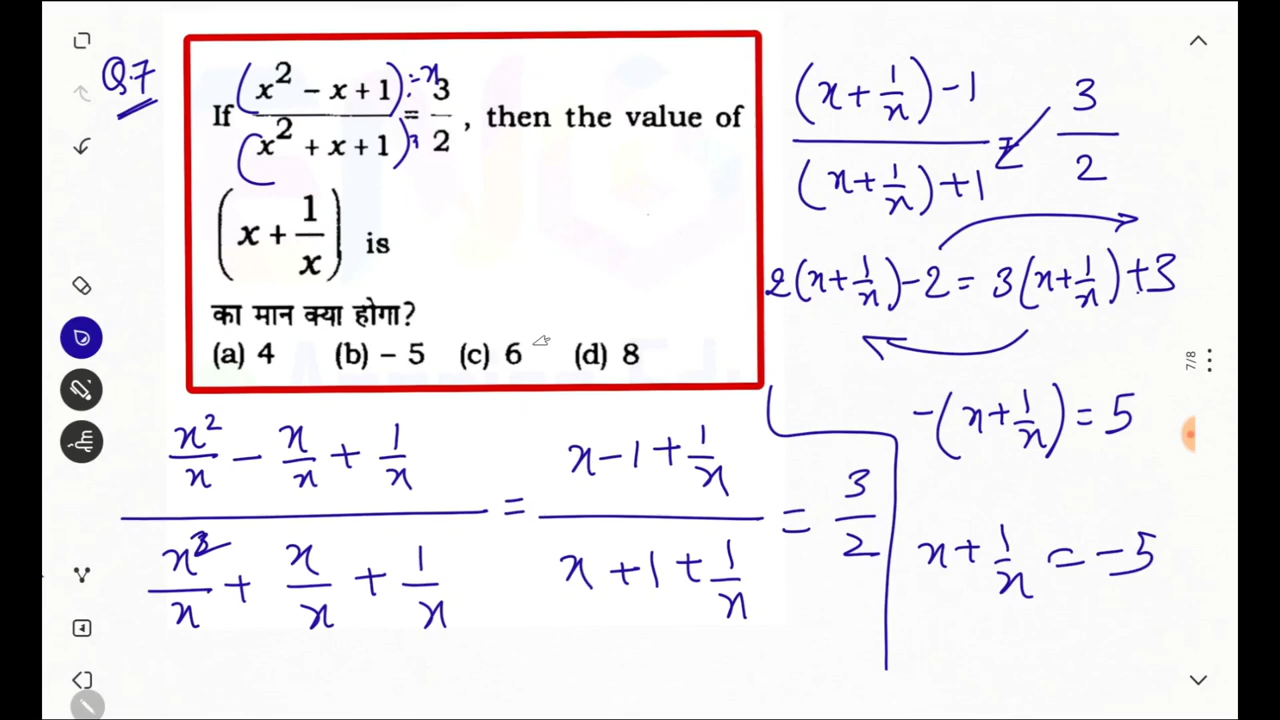 Q.7
If (x² − x + 1) ÷x / (x² + x + 1) = 3/2, then the value of
(x + 1/x) is
का मान क्या होगा?
(a) 4 (b) − 5 (c) 6 (d) 8
(x²/x − x/x + 1/x) / (x²/x + x/x + 1/x) = (x − 1 + 1/x) / (x + 1 + 1/x) = 3/2
((x + 1/x) − 1) / ((x + 1/x) + 1) = 3/2
2(x + 1/x) − 2 = 3(x + 1/x) + 3
−(x + 1/x) = 5
x + 1/x = −5
7/8